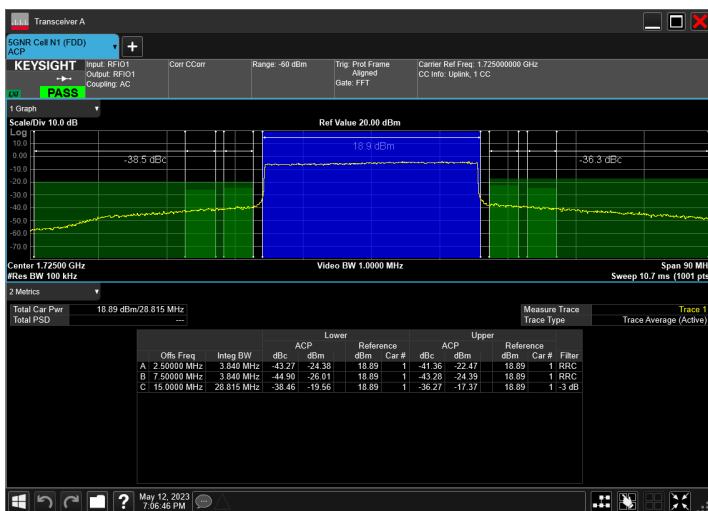 Transceiver A
5GNR Cell N1 (FDD)
ACP
KEYSIGHT
PASS
Input: RFIO1
Output: RFIO1
Coupling: AC
Corr CCorr
Range: -60 dBm
Trig: Prot Frame
Aligned
Gate: FFT
Carrier Ref Freq: 1.725000000 GHz
CC Info: Uplink, 1 CC
1 Graph
Scale/Div 10.0 dB
Ref Value 20.00 dBm
Log
10.0
0.00
-10.0
-20.0
-30.0
-40.0
-50.0
-60.0
-70.0
-38.5 dBc
18.9 dBm
-36.3 dBc
Center 1.72500 GHz
Video BW 1.0000 MHz
Span 90 MH
#Res BW 100 kHz
Sweep 10.7 ms (1001 pts
2 Metrics
Total Car Pwr 18.89 dBm/28.815 MHz
Total PSD ---
Measure Trace Trace 1
Trace Type Trace Average (Active)
Lower Upper
ACP Reference ACP Reference
Offs Freq Integ BW dBc dBm dBm Car # dBc dBm dBm Car # Filter
A 2.50000 MHz 3.840 MHz -43.27 -24.38 18.89 1 -41.36 -22.47 18.89 1 RRC
B 7.50000 MHz 3.840 MHz -44.90 -26.01 18.89 1 -43.28 -24.39 18.89 1 RRC
C 15.0000 MHz 28.815 MHz -38.46 -19.56 18.89 1 -36.27 -17.37 18.89 1 -3 dB
May 12, 2023
7:06:46 PM